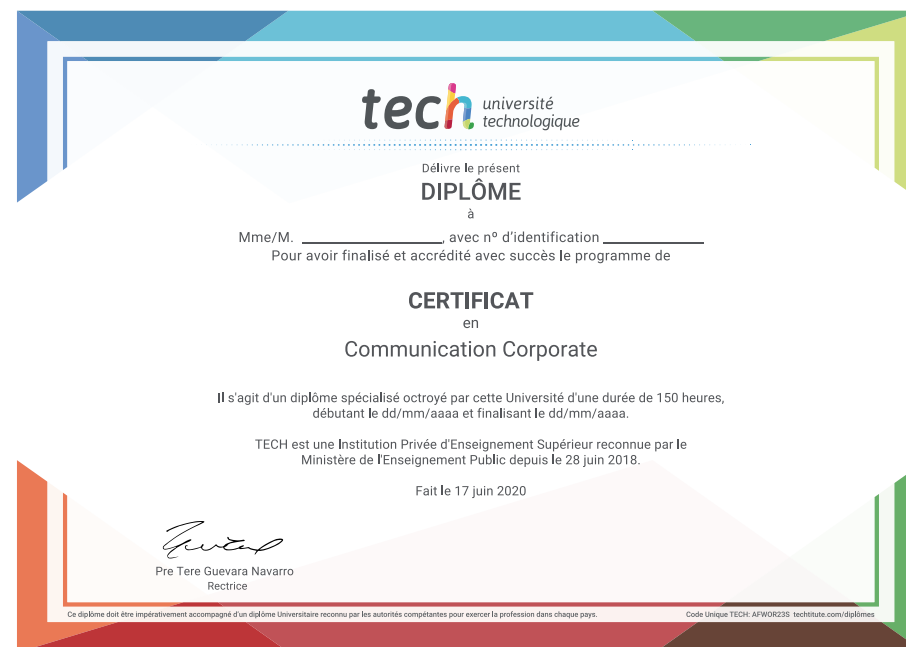 tech université
technologique
Délivre le présent
DIPLÔME
à
Mme/M. ____________________, avec nº d'identification ______________
Pour avoir finalisé et accrédité avec succès le programme de
CERTIFICAT
en
Communication Corporate
Il s'agit d'un diplôme spécialisé octroyé par cette Université d'une durée de 150 heures,
débutant le dd/mm/aaaa et finalisant le dd/mm/aaaa.
TECH est une Institution Privée d'Enseignement Supérieur reconnue par le
Ministère de l'Enseignement Public depuis le 28 juin 2018.
Fait le 17 juin 2020
Pre Tere Guevara Navarro
Rectrice
Ce diplôme doit être impérativement accompagné d'un diplôme Universitaire reconnu par les autorités compétentes pour exercer la profession dans chaque pays.
Code Unique TECH: AFWOR23S techtitute.com/diplômes